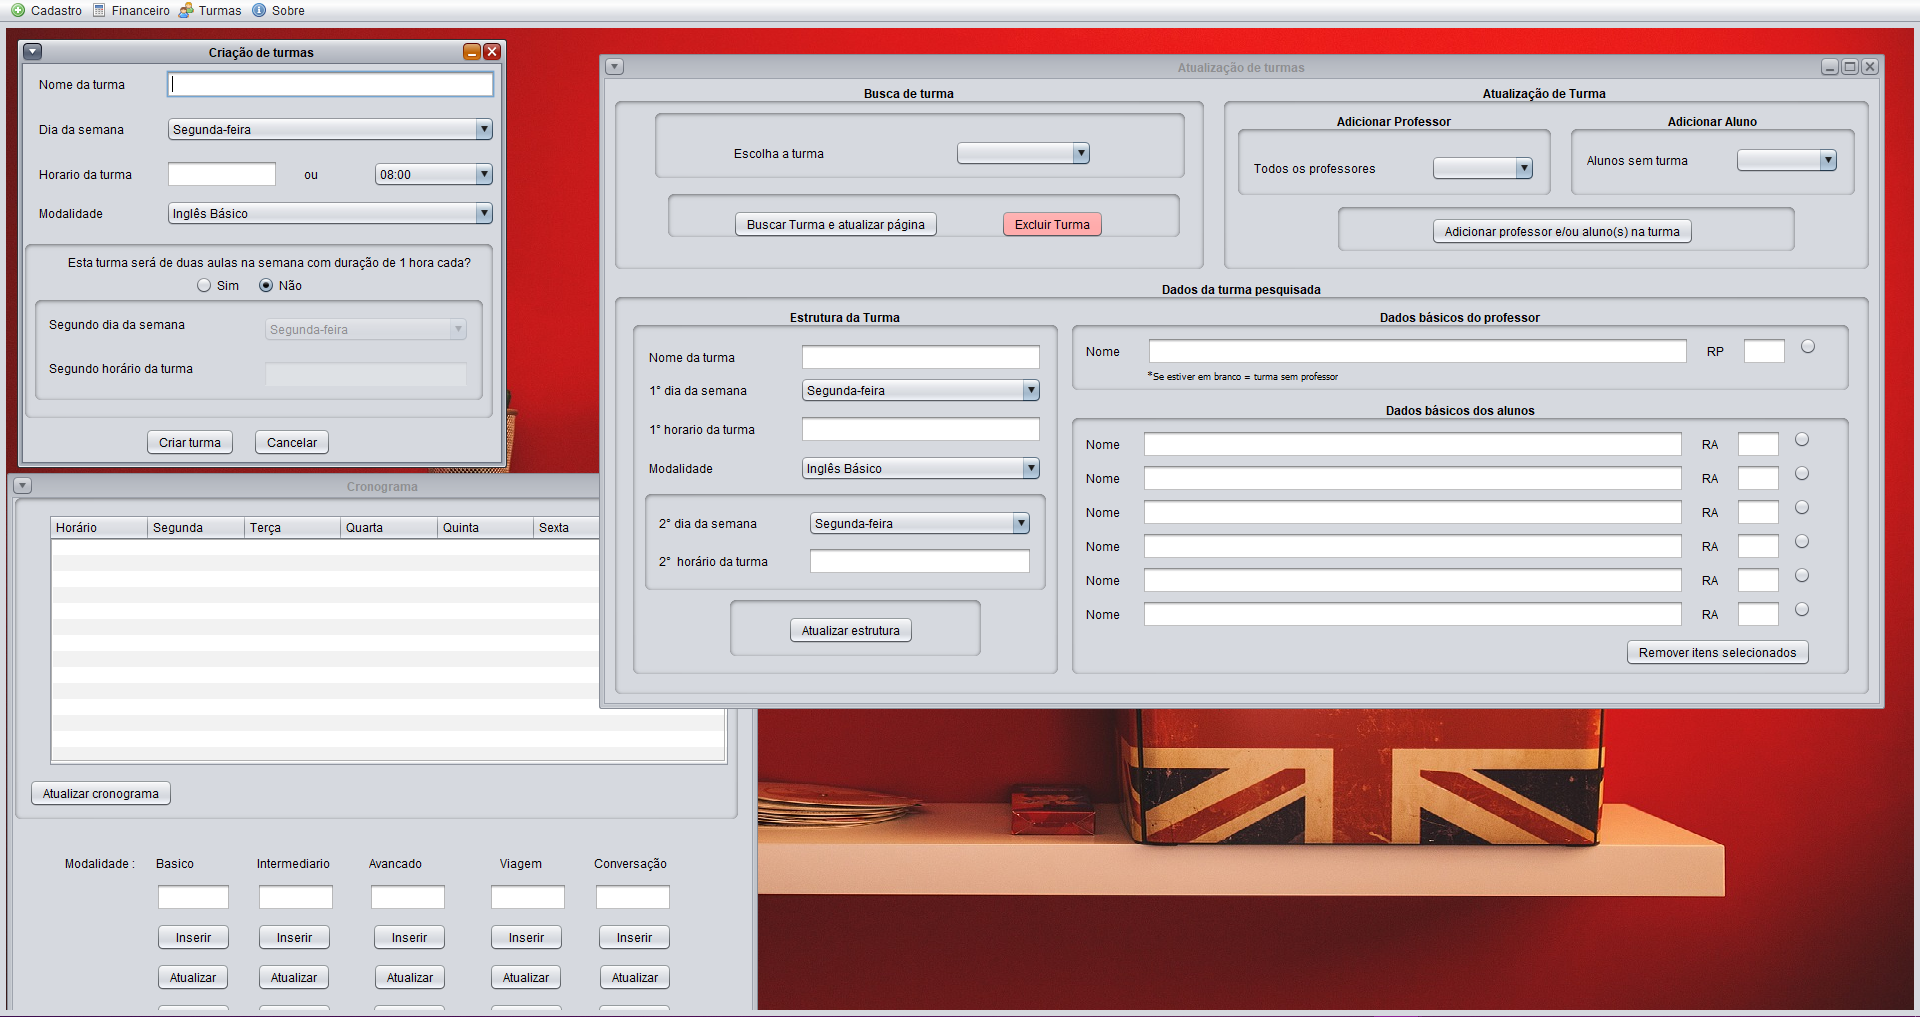 Cadastro Financeiro Turmas Sobre
Criação de turmas
Nome da turma
Dia da semana Segunda-feira
Horario da turma ou 08:00
Modalidade Inglês Básico
Esta turma será de duas aulas na semana com duração de 1 hora cada?
Sim Não
Segundo dia da semana Segunda-feira
Segundo horário da turma
Criar turma Cancelar
Atualização de turmas
Busca de turma
Escolha a turma
Buscar Turma e atualizar página Excluir Turma
Atualização de Turma
Adicionar Professor
Todos os professores
Adicionar Aluno
Alunos sem turma
Adicionar professor e/ou aluno(s) na turma
Dados da turma pesquisada
Estrutura da Turma
Nome da turma
1° dia da semana Segunda-feira
1° horario da turma
Modalidade Inglês Básico
2° dia da semana Segunda-feira
2° horário da turma
Atualizar estrutura
Dados básicos do professor
Nome RP
*Se estiver em branco = turma sem professor
Dados básicos dos alunos
Nome RA
Nome RA
Nome RA
Nome RA
Nome RA
Nome RA
Remover itens selecionados
Cronograma
Horário Segunda Terça Quarta Quinta Sexta
Atualizar cronograma
Modalidade : Basico Intermediario Avancado Viagem Conversação
Inserir Inserir Inserir Inserir Inserir
Atualizar Atualizar Atualizar Atualizar Atualizar